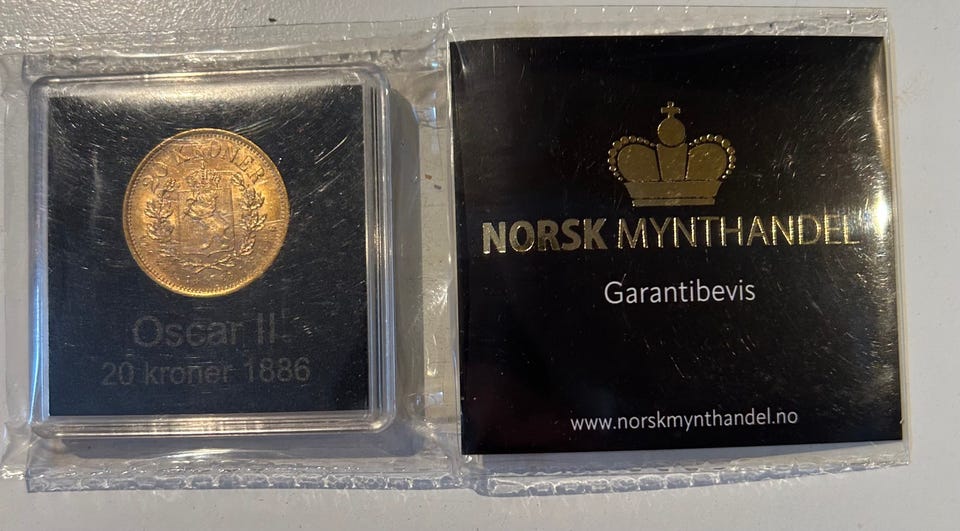 20 KRONER
Oscar II
20 kroner 1886
NORSK MYNTHANDEL
Garantibevis
www.norskmynthandel.no